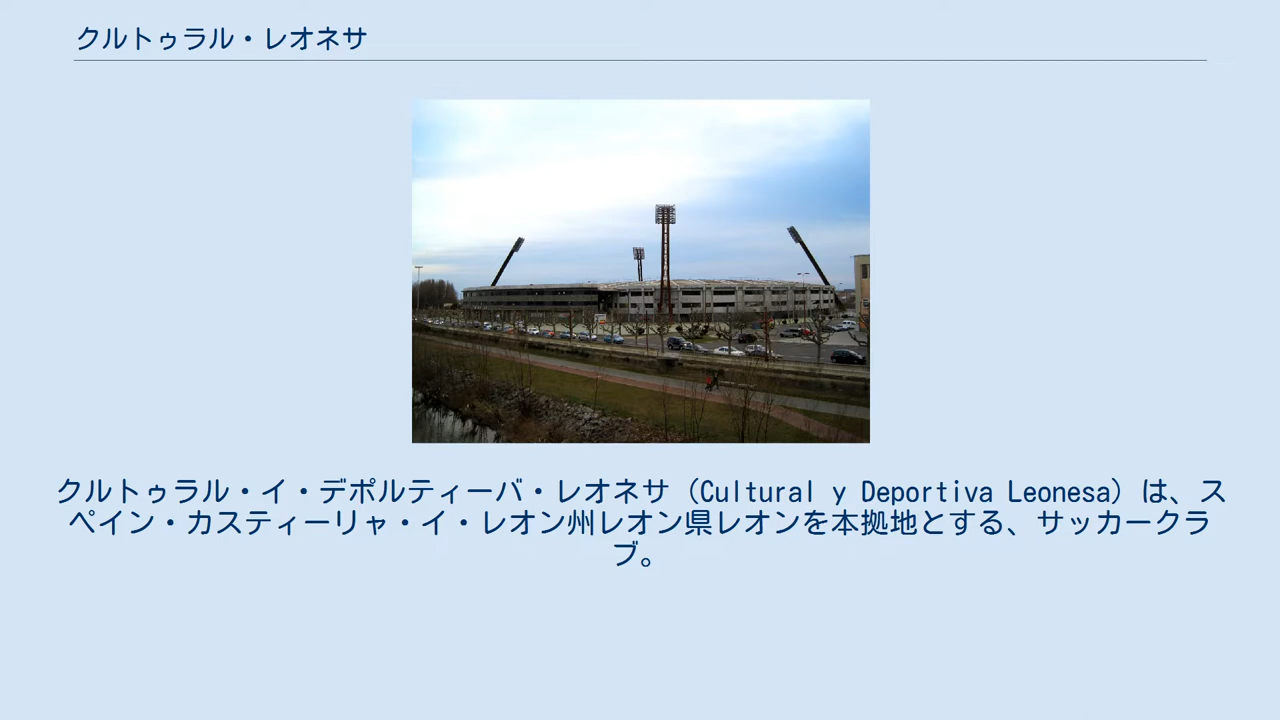 クルトゥラル・レオネサ
クルトゥラル・イ・デポルティーバ・レオネサ（Cultural y Deportiva Leonesa）は、ス
ペイン・カスティーリャ・イ・レオン州レオン県レオンを本拠地とする、サッカークラ
ブ。